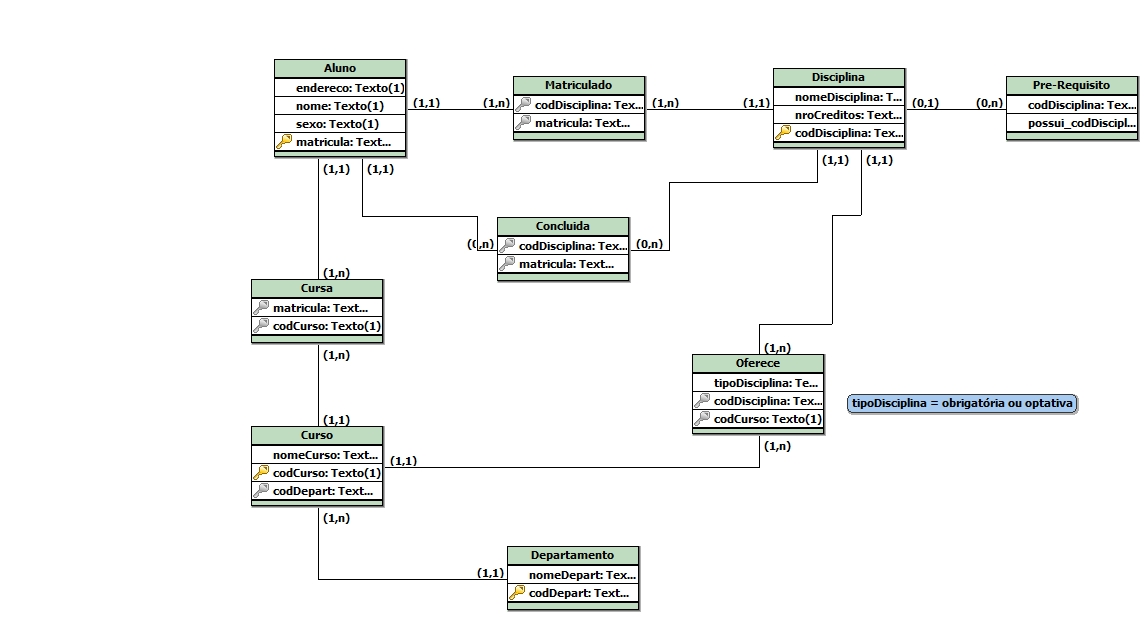 Aluno
endereco: Texto(1)
nome: Texto(1)
sexo: Texto(1)
matricula: Text...
(1,1)
(1,n)
Matriculado
codDisciplina: Tex...
matricula: Text...
(1,n)
(1,1)
Disciplina
nomeDisciplina: T...
nroCreditos: Text...
codDisciplina: Tex...
(0,1)
(0,n)
Pre-Requisito
codDisciplina: Tex...
possui_codDiscipl...
(1,1)
(1,1)
(1,1)
(1,1)
Concluida
codDisciplina: Tex...
matricula: Text...
(0,n)
(0,n)
(1,n)
Cursa
matricula: Text...
codCurso: Texto(1)
(1,n)
(1,n)
Oferece
tipoDisciplina: Te...
codDisciplina: Tex...
codCurso: Texto(1)
tipoDisciplina = obrigatória ou optativa
(1,n)
(1,1)
Curso
nomeCurso: Text...
codCurso: Texto(1)
codDepart: Text...
(1,1)
(1,n)
(1,1)
Departamento
nomeDepart: Tex...
codDepart: Text...